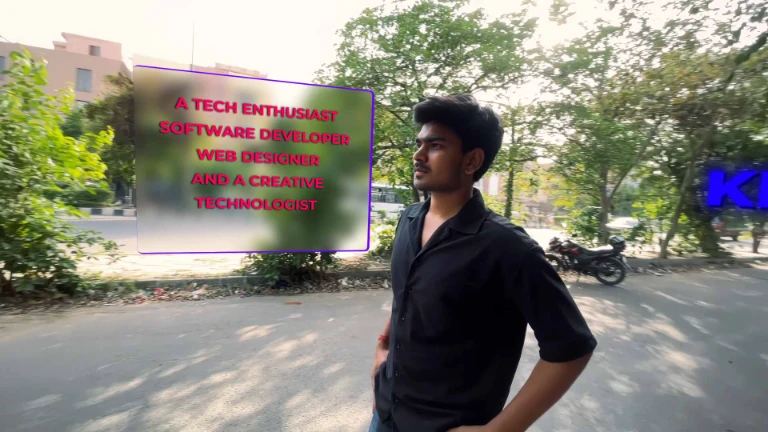 A TECH ENTHUSIAST
SOFTWARE DEVELOPER
WEB DESIGNER
AND A CREATIVE
TECHNOLOGIST